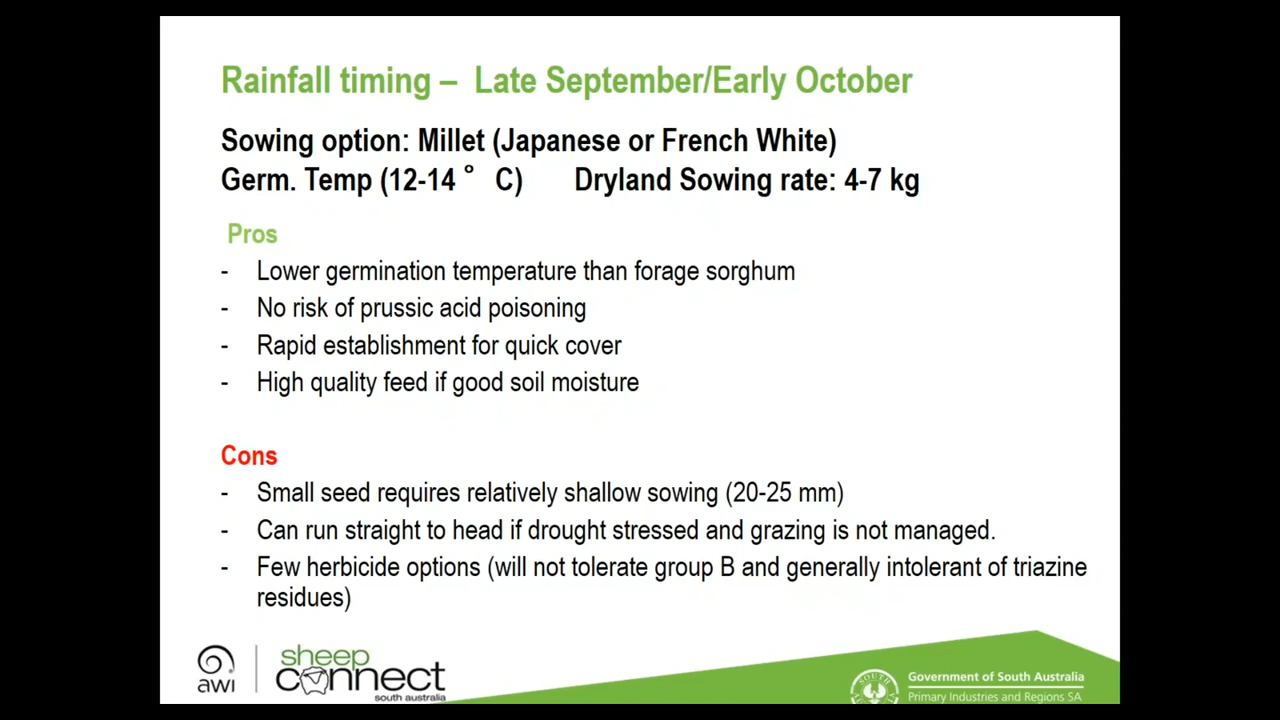 Rainfall timing – Late September/Early October
Sowing option: Millet (Japanese or French White)
Germ. Temp (12-14 ° C) Dryland Sowing rate: 4-7 kg
Pros
- Lower germination temperature than forage sorghum
- No risk of prussic acid poisoning
- Rapid establishment for quick cover
- High quality feed if good soil moisture
Cons
- Small seed requires relatively shallow sowing (20-25 mm)
- Can run straight to head if drought stressed and grazing is not managed.
- Few herbicide options (will not tolerate group B and generally intolerant of triazine
residues)
awi
sheep
connect
south australia
Government of South Australia
Primary Industries and Regions SA